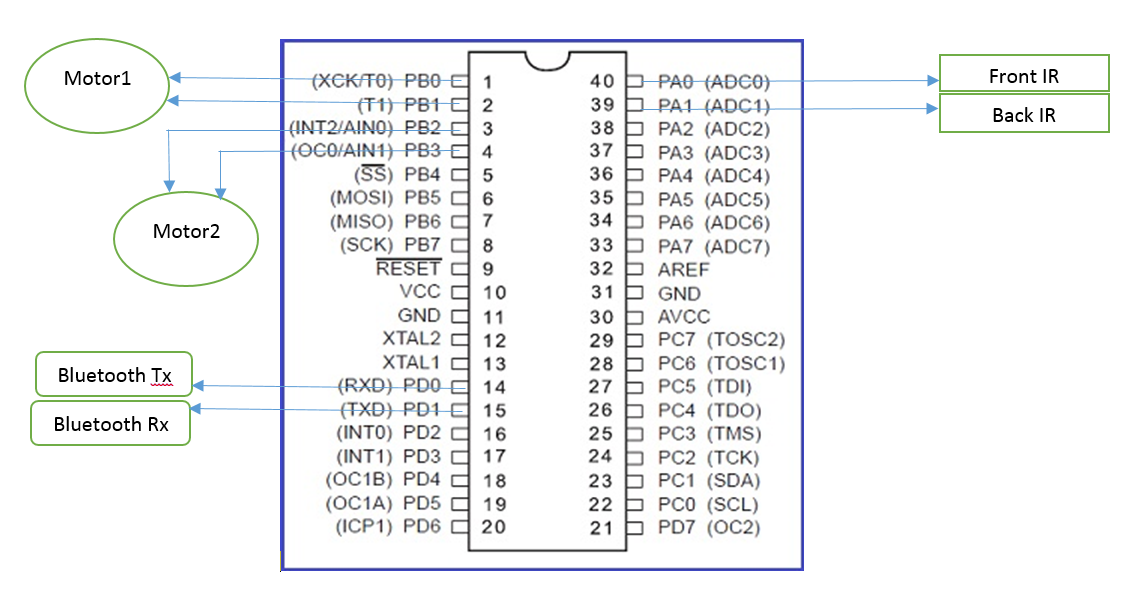 Motor1
Motor2
Bluetooth Tx
Bluetooth Rx
(XCK/T0) PB0 1
(T1) PB1 2
(INT2/AIN0) PB2 3
(OC0/AIN1) PB3 4
(SS) PB4 5
(MOSI) PB5 6
(MISO) PB6 7
(SCK) PB7 8
RESET 9
VCC 10
GND 11
XTAL2 12
XTAL1 13
(RXD) PD0 14
(TXD) PD1 15
(INT0) PD2 16
(INT1) PD3 17
(OC1B) PD4 18
(OC1A) PD5 19
(ICP1) PD6 20
40 PA0 (ADC0)
39 PA1 (ADC1)
38 PA2 (ADC2)
37 PA3 (ADC3)
36 PA4 (ADC4)
35 PA5 (ADC5)
34 PA6 (ADC6)
33 PA7 (ADC7)
32 AREF
31 GND
30 AVCC
29 PC7 (TOSC2)
28 PC6 (TOSC1)
27 PC5 (TDI)
26 PC4 (TDO)
25 PC3 (TMS)
24 PC2 (TCK)
23 PC1 (SDA)
22 PC0 (SCL)
21 PD7 (OC2)
Front IR
Back IR